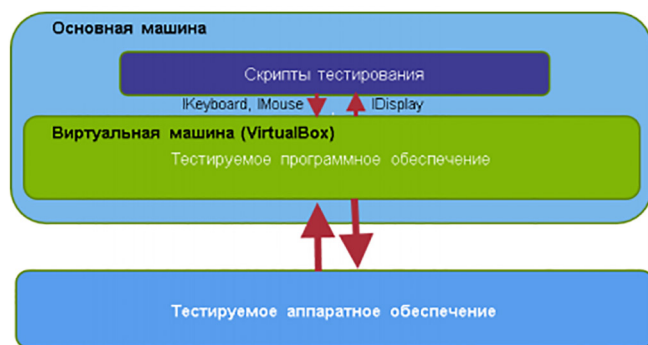 Основная машина
Скрипты тестирования
IKeyboard, IMouse IDisplay
Виртуальная машина (VirtualBox)
Тестируемое программное обеспечение
Тестируемое аппаратное обеспечение